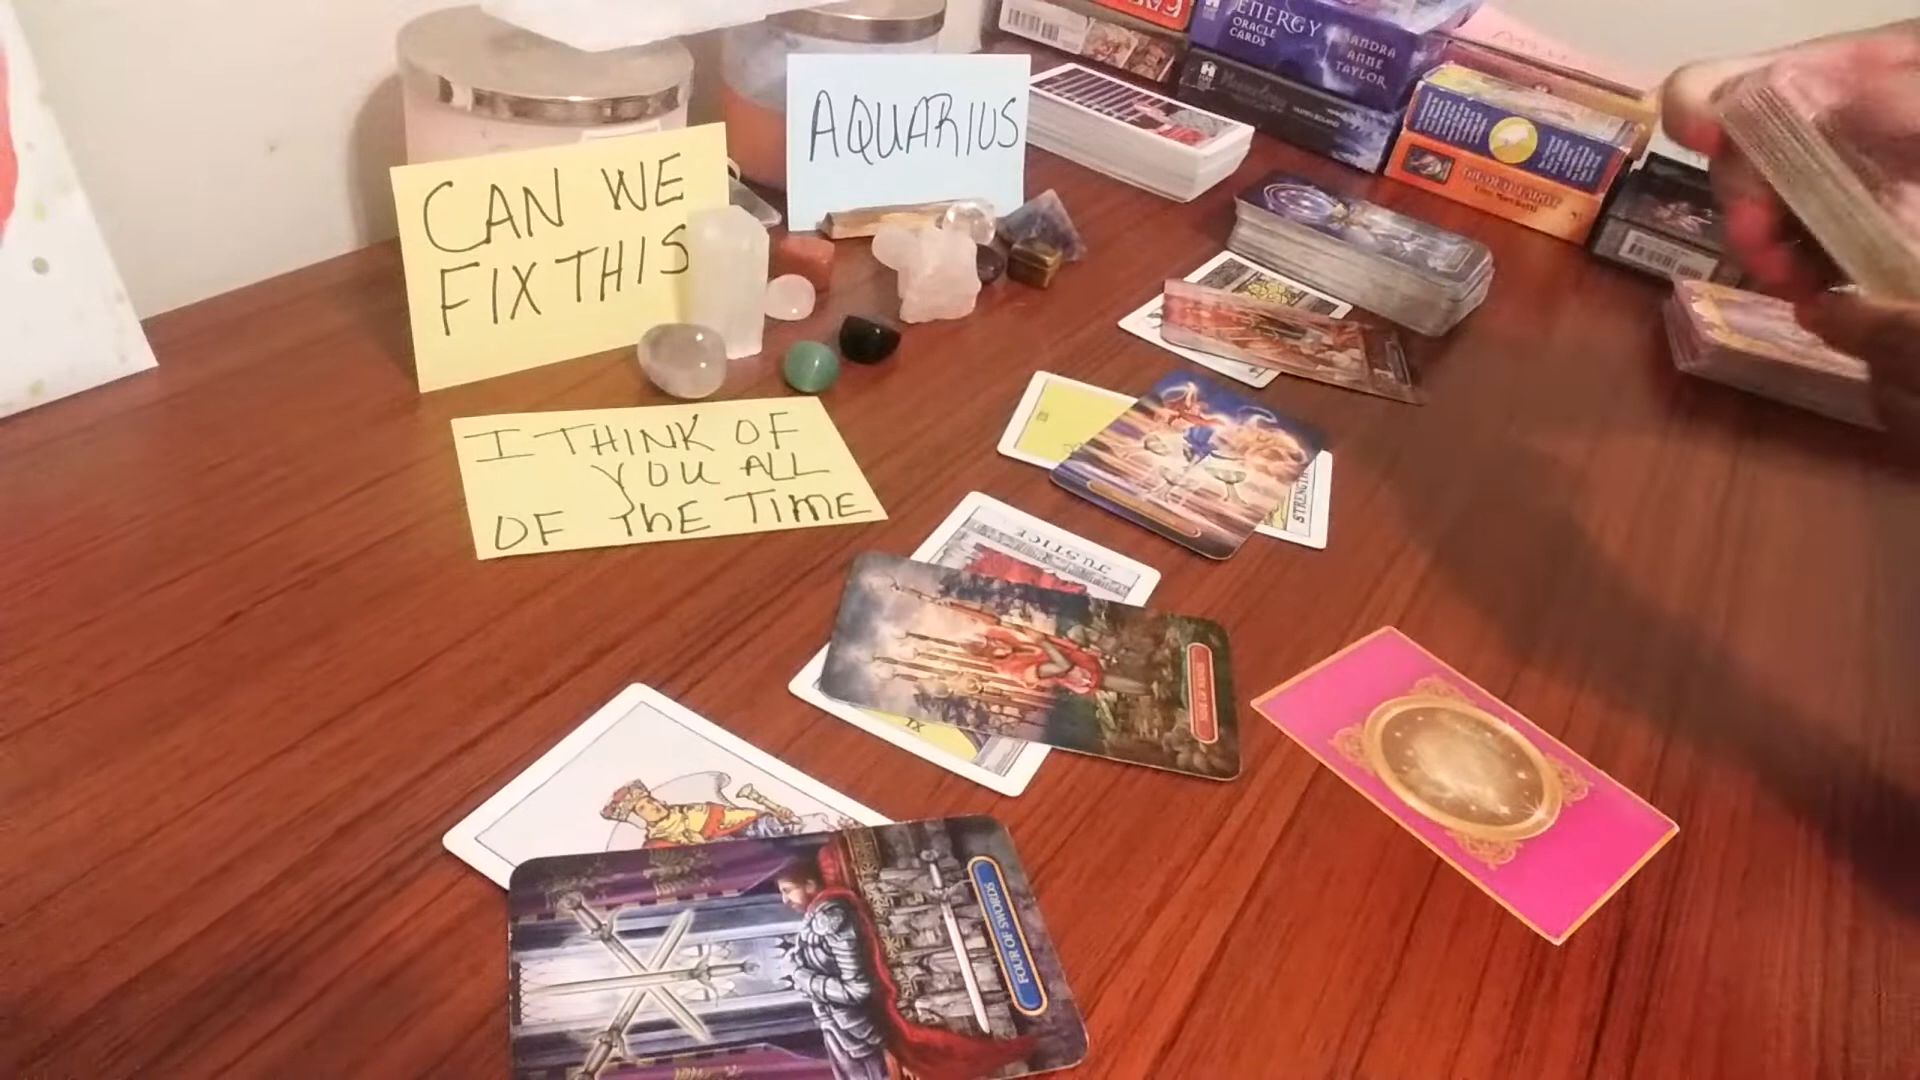 ENERGY
ORACLE
CARDS
SANDRA
ANNE
TAYLOR
AQUARIUS
CAN WE
FIX THIS
I THINK OF
YOU ALL
OF ThE TImE
STRENGTH
JUSTICE
XI
FOUR OF SWORDS